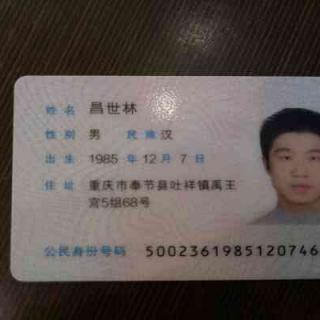 姓名 昌世林
性别 男 民族 汉
出生 1985 年 12 月 7 日
住址 重庆市奉节县吐祥镇禹王
宫5组68号
公民身份号码 5002361985120746